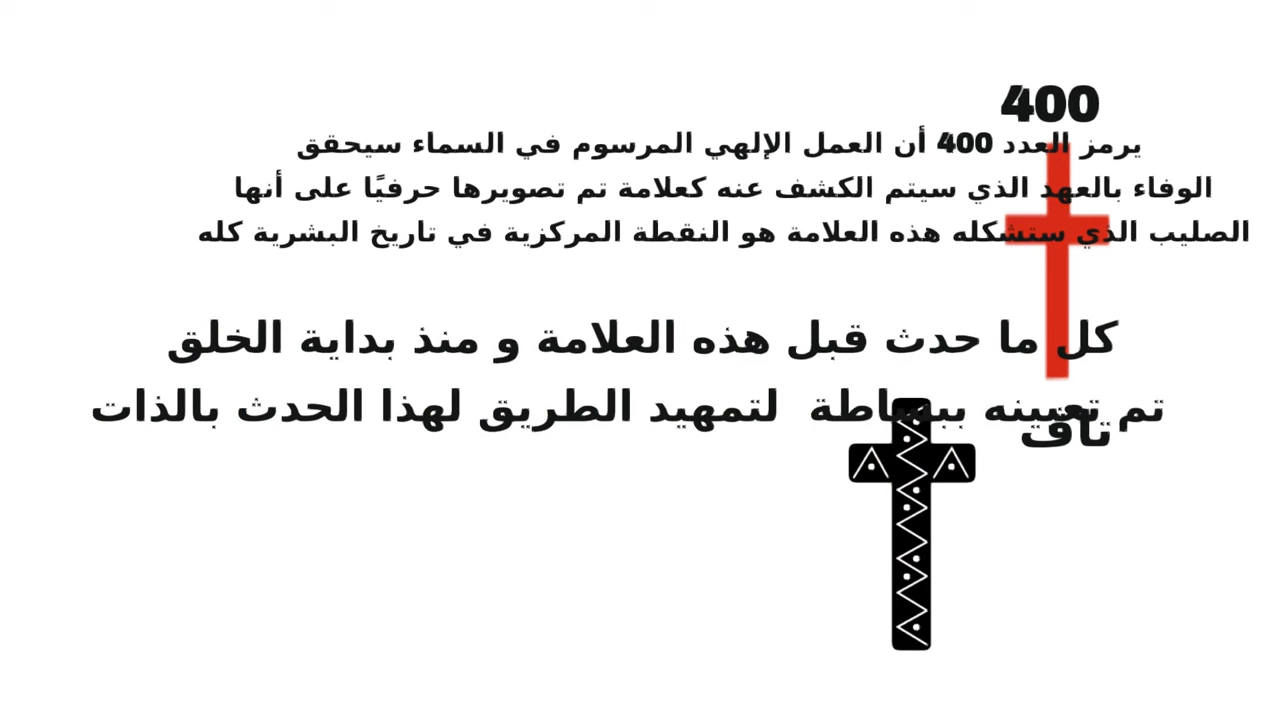 400
يرمز العدد 400 أن العمل الإلهي المرسوم في السماء سيحقق
الوفاء بالعهد الذي سيتم الكشف عنه كعلامة تم تصويرها حرفيًا على أنها
الصليب الذي ستشكله هذه العلامة هو النقطة المركزية في تاريخ البشرية كله
كل ما حدث قبل هذه العلامة و منذ بداية الخلق
تم تعيينه ببساطة لتمهيد الطريق لهذا الحدث بالذات
تاف